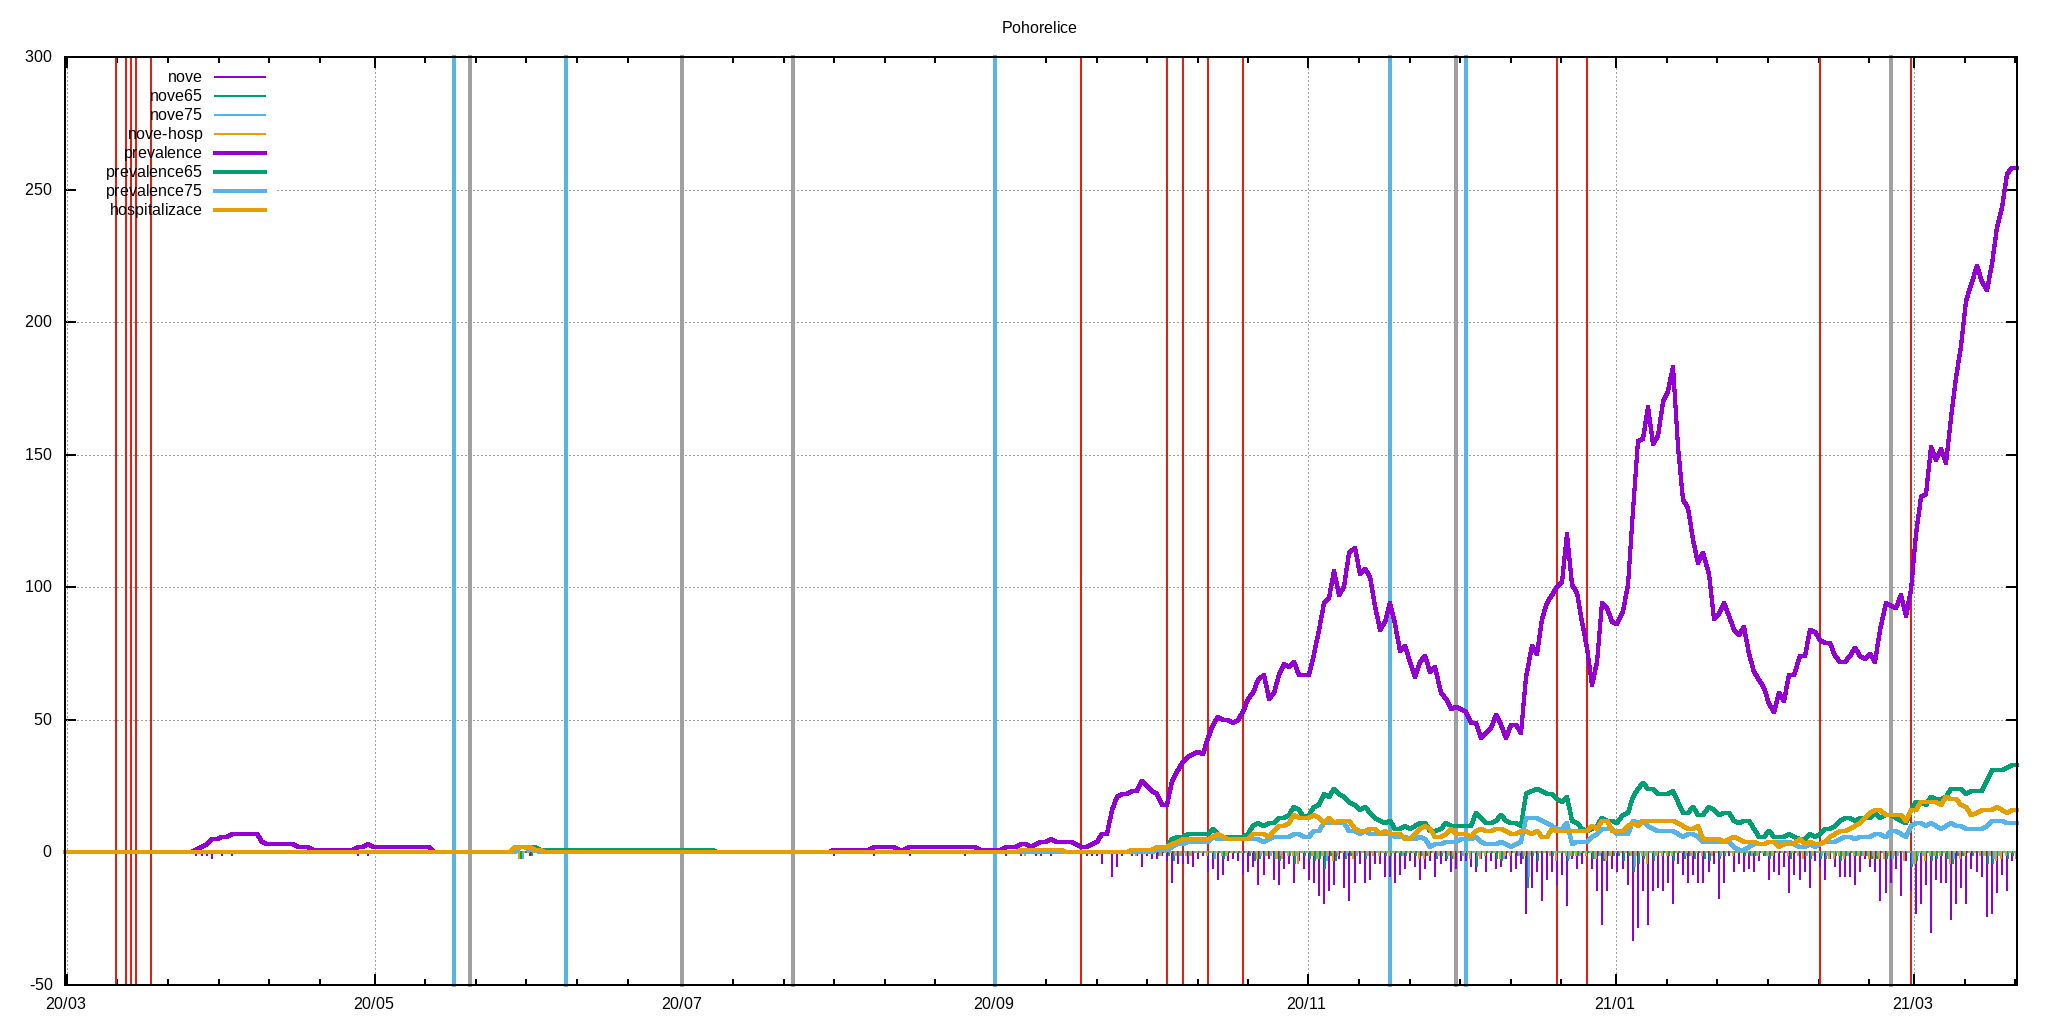 Pohorelice
300
250
200
150
100
50
0
-50
nove
nove65
nove75
nove-hosp
prevalence
prevalence65
prevalence75
hospitalizace
20/03 20/05 20/07 20/09 20/11 21/01 21/03